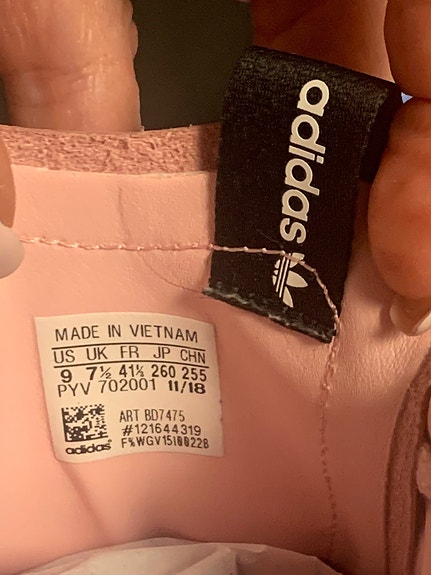 adidas
MADE IN VIETNAM
US UK FR JP CHN
9 7½ 41⅓ 260 255
PYV 702001 11/18
ART BD7475
#121644319
F%WGV15I0022B
adidas